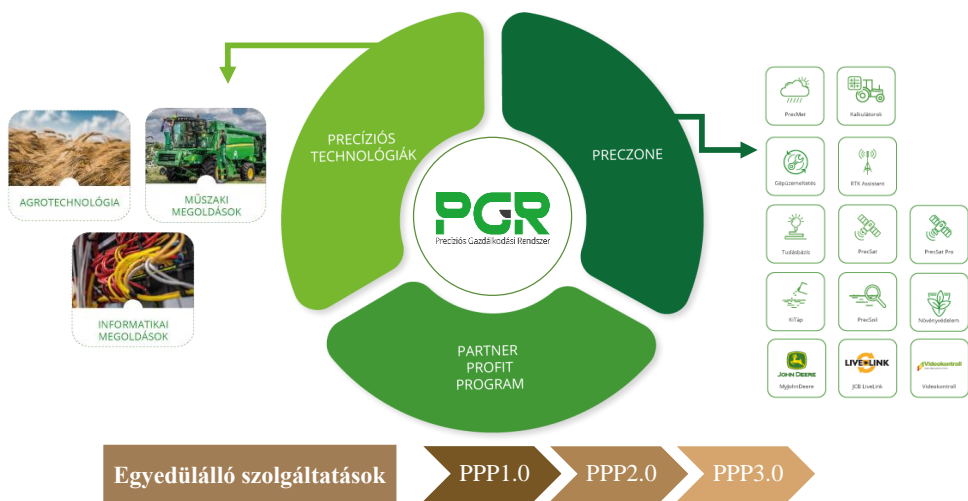 PRECÍZIÓS
TECHNOLÓGIÁK
PRECZONE
PARTNER
PROFIT
PROGRAM
PGR
Precíziós Gazdálkodási Rendszer
AGROTECHNOLÓGIA
MŰSZAKI
MEGOLDÁSOK
INFORMATIKAI
MEGOLDÁSOK
PrecMet
Kalkulátorok
Gépüzemeltetés
RTK Assistant
Tudásbázis
PrecSat
PrecSat Pro
KiTáp
PrecSoil
Növényvédelem
JOHN DEERE
MyJohnDeere
LIVELINK
JCB LiveLink
Videokontroll
Videokontroll
Egyedülálló szolgáltatások
PPP1.0
PPP2.0
PPP3.0